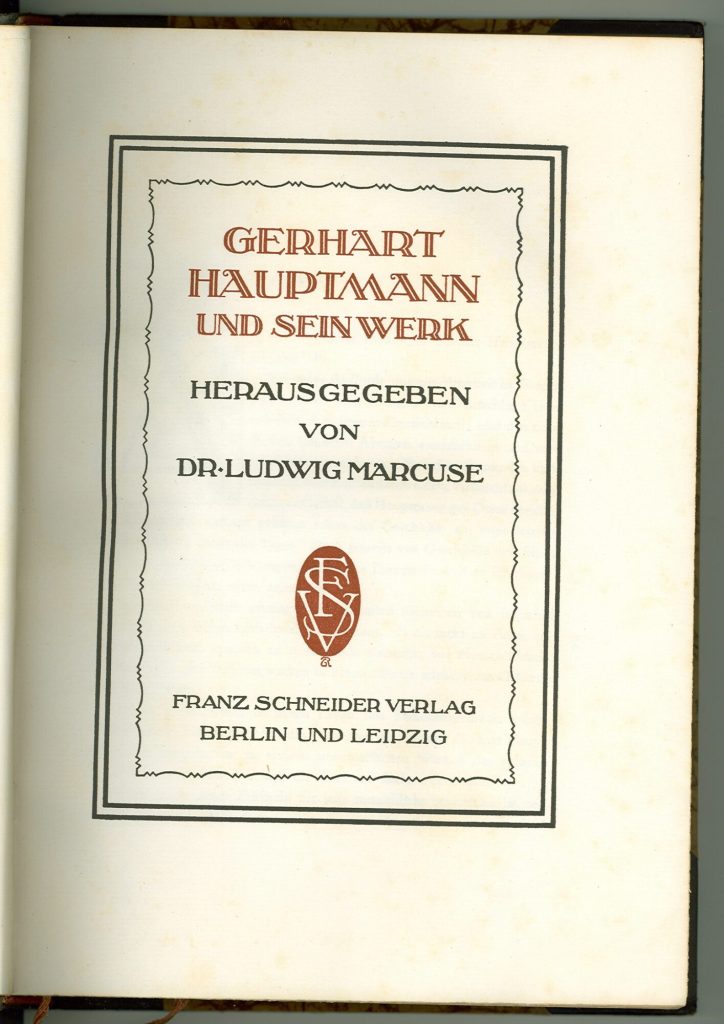 GERHART
HAUPTMANN
UND SEIN WERK
HERAUSGEGEBEN
VON
DR·LUDWIG MARCUSE
FSV
FRANZ SCHNEIDER VERLAG
BERLIN UND LEIPZIG